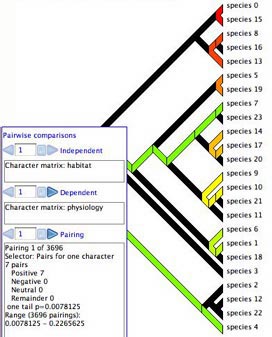 species 0
species 15
species 8
species 16
species 13
species 5
species 19
species 7
species 23
species 14
species 17
species 20
species 9
species 10
species 21
species 11
species 6
species 1
species 18
species 3
species 2
species 12
species 22
species 4
Pairwise comparisons
1 Independent
Character matrix: habitat
1 Dependent
Character matrix: physiology
1 Pairing
Pairing 1 of 3696
Selector: Pairs for one character
7 pairs
Positive 7
Negative 0
Neutral 0
Remainder 0
one tail p=0.0078125
Range (3696 pairings):
0.0078125 - 0.2265625